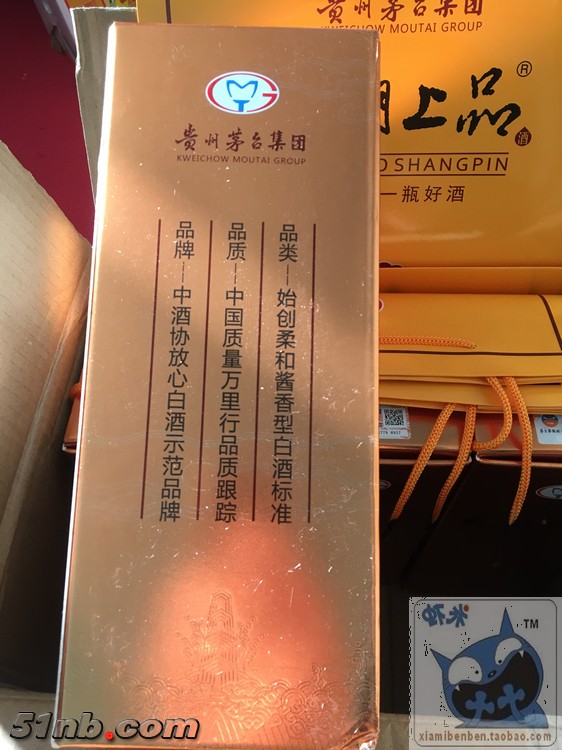 贵州茅台集团
KWEICHOW MOUTAI GROUP
品类—始创柔和酱香型白酒标准
品质—中国质量万里行品质跟踪
品牌—中酒协放心白酒示范品牌
贵州茅台集团
KWEICHOW MOUTAI GROUP
上品®
酒
OSHANGPIN
一瓶好酒
51nb.com
TM
xiamibenben.taobao.com